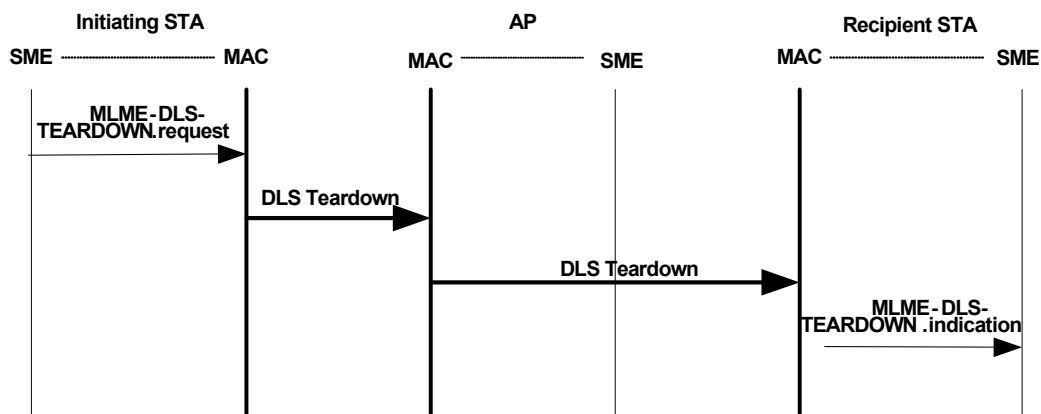 Initiating STA
AP
Recipient STA
SME
MAC
MAC
SME
MAC
SME
MLME-DLS-
TEARDOWN.request
DLS Teardown
DLS Teardown
MLME-DLS-
TEARDOWN .indication